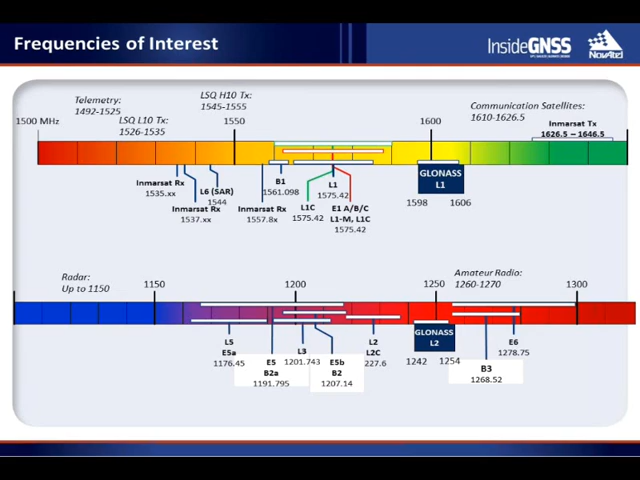 Frequencies of Interest
InsideGNSS
NovAtel
LSQ H10 Tx:
1545-1555
Telemetry:
1492-1525
Communication Satellites:
1610-1626.5
LSQ L10 Tx:
1526-1535
1500 MHz
1550
1600
Inmarsat Tx
1626.5 – 1646.5
Inmarsat Rx
1535.xx
L6 (SAR)
1544
Inmarsat Rx
1537.xx
Inmarsat Rx
1557.8x
B1
1561.098
L1
1575.42
L1C
1575.42
E1 A/B/C
L1-M, L1C
1575.42
GLONASS
L1
1598
1606
Radar:
Up to 1150
1150
1200
1250
Amateur Radio:
1260-1270
1300
L5
E5a
1176.45
E5
B2a
1191.795
L3
1201.743
E5b
B2
1207.14
L2
L2C
227.6
GLONASS
L2
1242
1254
B3
1268.52
E6
1278.75